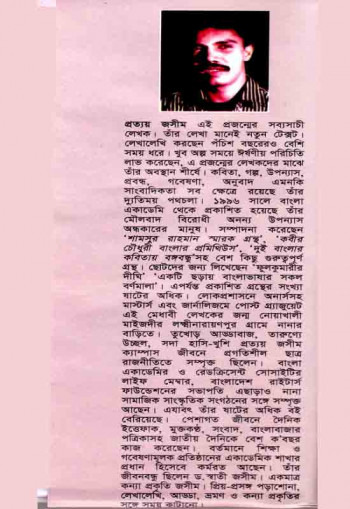 প্রত্যয় জসীম এই প্রজন্মের সব্যসাচী
লেখক। তাঁর লেখা মানেই নতুন টেক্সট।
লেখালেখি করছেন পঁচিশ বছরেরও বেশি
সময় ধরে। খুব অল্প সময়ে ঈর্ষণীয় পরিচিতি
লাভ করেছেন, এ প্রজন্মের লেখকদের মাঝে
তাঁর অবস্থান শীর্ষে। কবিতা, গল্প, উপন্যাস,
প্রবন্ধ, গবেষণা, অনুবাদ এমনকি
সাংবাদিকতা সব ক্ষেত্রে রয়েছে তাঁর
দ্যুতিময় পথচলা। ১৯৯৬ সালে বাংলা
একাডেমি থেকে প্রকাশিত হয়েছে তাঁর
মৌলবাদ বিরোধী অনন্য উপন্যাস
অন্ধকারের মানুষ। সম্পাদনা করেছেন
'শামসুর রাহমান স্মারক গ্রন্থ', 'কবীর
চৌধুরী বাংলার প্রমিথিউস', 'দুই বাংলার
কবিতায় বঙ্গবন্ধু'সহ বেশ কিছু গুরুত্বপূর্ণ
গ্রন্থ। ছোটদের জন্য লিখেছেন 'ফুলকুমারীর
দীঘি' 'একটি ছড়ায় বাংলাভাষার সকল
বর্ণমালা'। এপর্যন্ত প্রকাশিত গ্রন্থের সংখ্যা
ষাটের অধিক। লোকপ্রশাসনে অনার্সসহ
মাস্টার্স এবং জার্নালিজমে পোস্ট গ্র্যাজুয়েট
এই মেধাবী লেখকের জন্ম নোয়াখালী
মাইজদীর লক্ষীনারায়ণপুর গ্রামে নানার
বাড়িতে। তুখোড় আড্ডাবাজ, তারুণ্যে
উচ্ছল, সদা হাসি-খুশি প্রত্যয় জসীম
ক্যাম্পাস জীবনে প্রগতিশীল ছাত্র
রাজনীতিতে সম্পৃক্ত ছিলেন। বাংলা
একাডেমির ও রেডক্রিসেন্ট সোসাইটির
লাইফ মেম্বার, বাংলাদেশ রাইটার্স
ফাউন্ডেশনের সভাপতি এছাড়াও নানা
সামাজিক সাংস্কৃতিক সংগঠনের সঙ্গে সম্পৃক্ত
আছেন। এযাবৎ তাঁর ষাটের অধিক বই
বেরিয়েছে। পেশাগত জীবনে দৈনিক
ইত্তেফাক, মুক্তকণ্ঠ, সংবাদ, বাংলাবাজার
পত্রিকাসহ জাতীয় দৈনিকে বেশ ক'বছর
কাজ করেছেন। বর্তমানে শিক্ষা ও
গবেষণামূলক প্রতিষ্ঠানের একাডেমিক শাখার
প্রধান হিসেবে কর্মরত আছেন। তাঁর
জীবনবন্ধু ছিলেন ড. স্বাতী জসীম। একমাত্র
কন্যা প্রকৃতি জসীম। প্রিয়-প্রসঙ্গ পড়াশোনা,
লেখালেখি, আড্ডা, ভ্রমণ ও কন্যা প্রকৃতির
সঙ্গে সময় কাটানো।